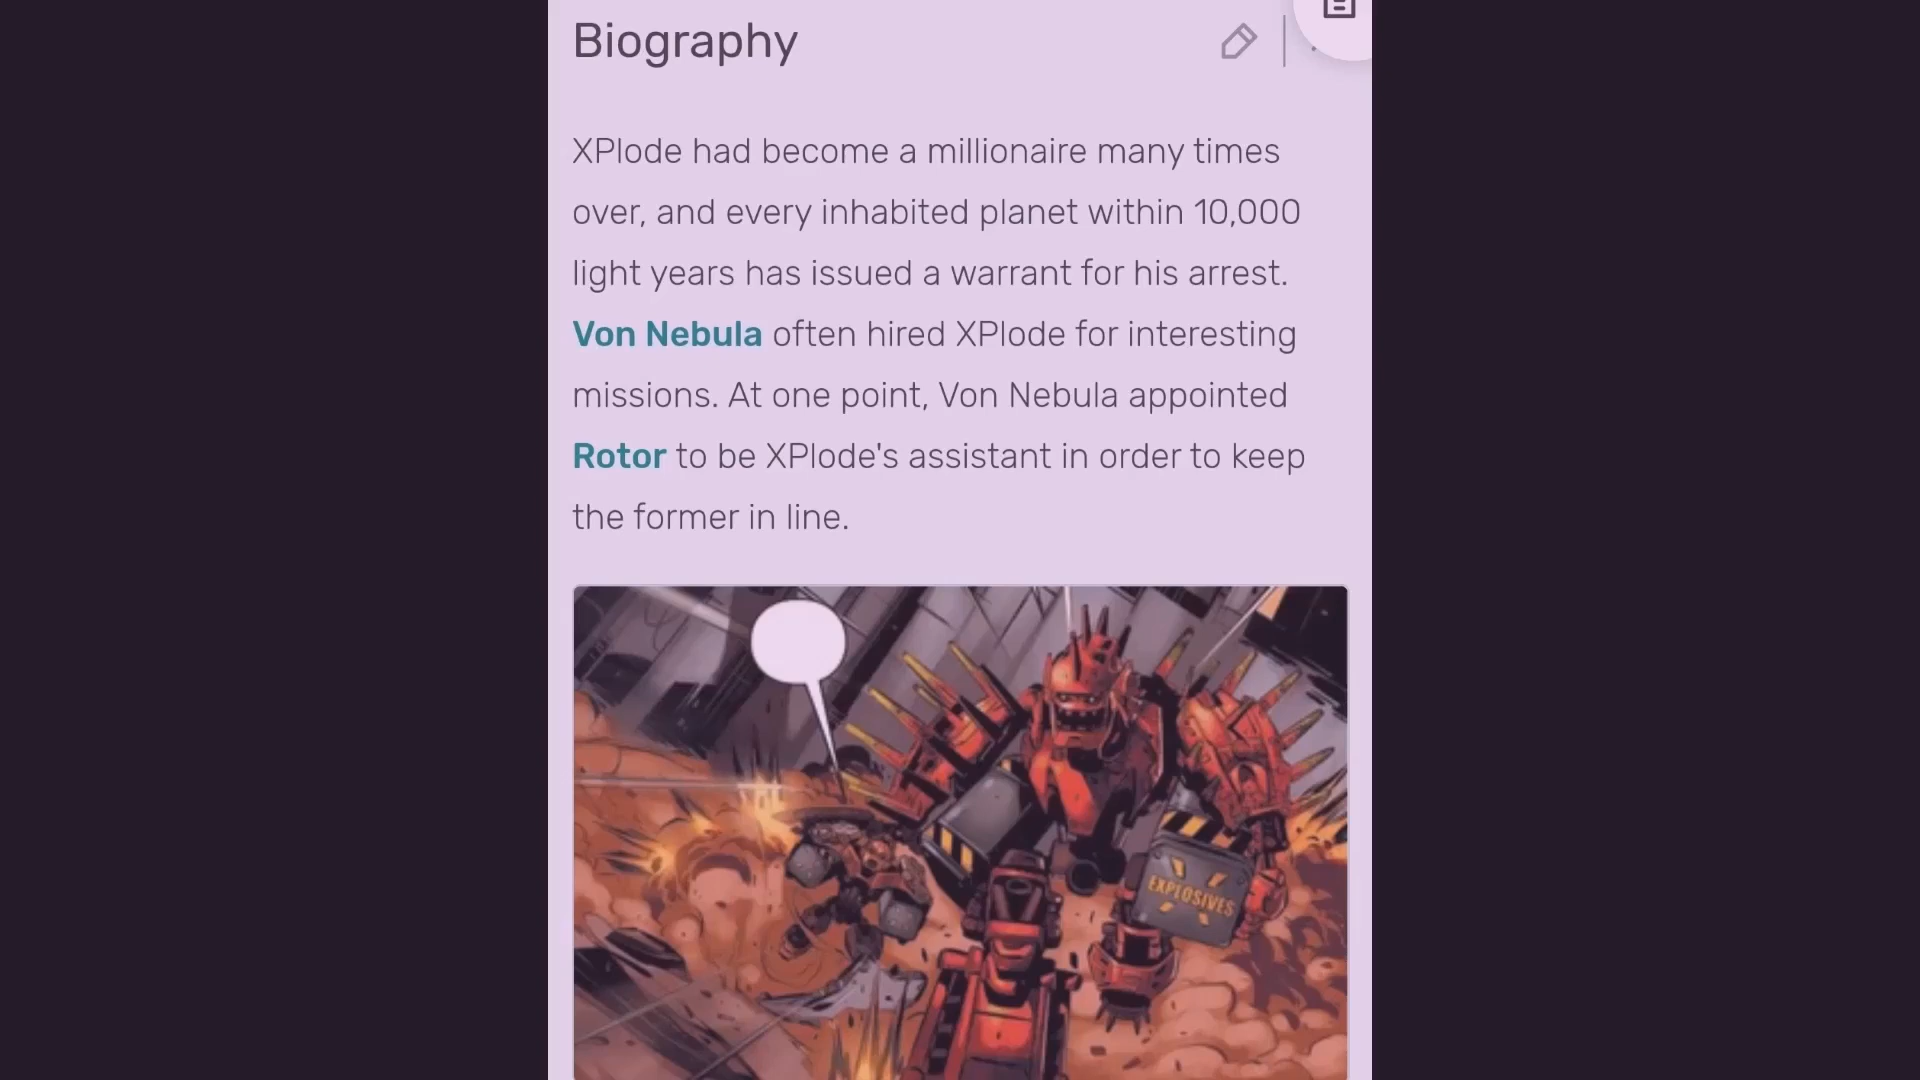 Biography
XPlode had become a millionaire many times
over, and every inhabited planet within 10,000
light years has issued a warrant for his arrest.
Von Nebula often hired XPlode for interesting
missions. At one point, Von Nebula appointed
Rotor to be XPlode's assistant in order to keep
the former in line.
EXPLOSIVES